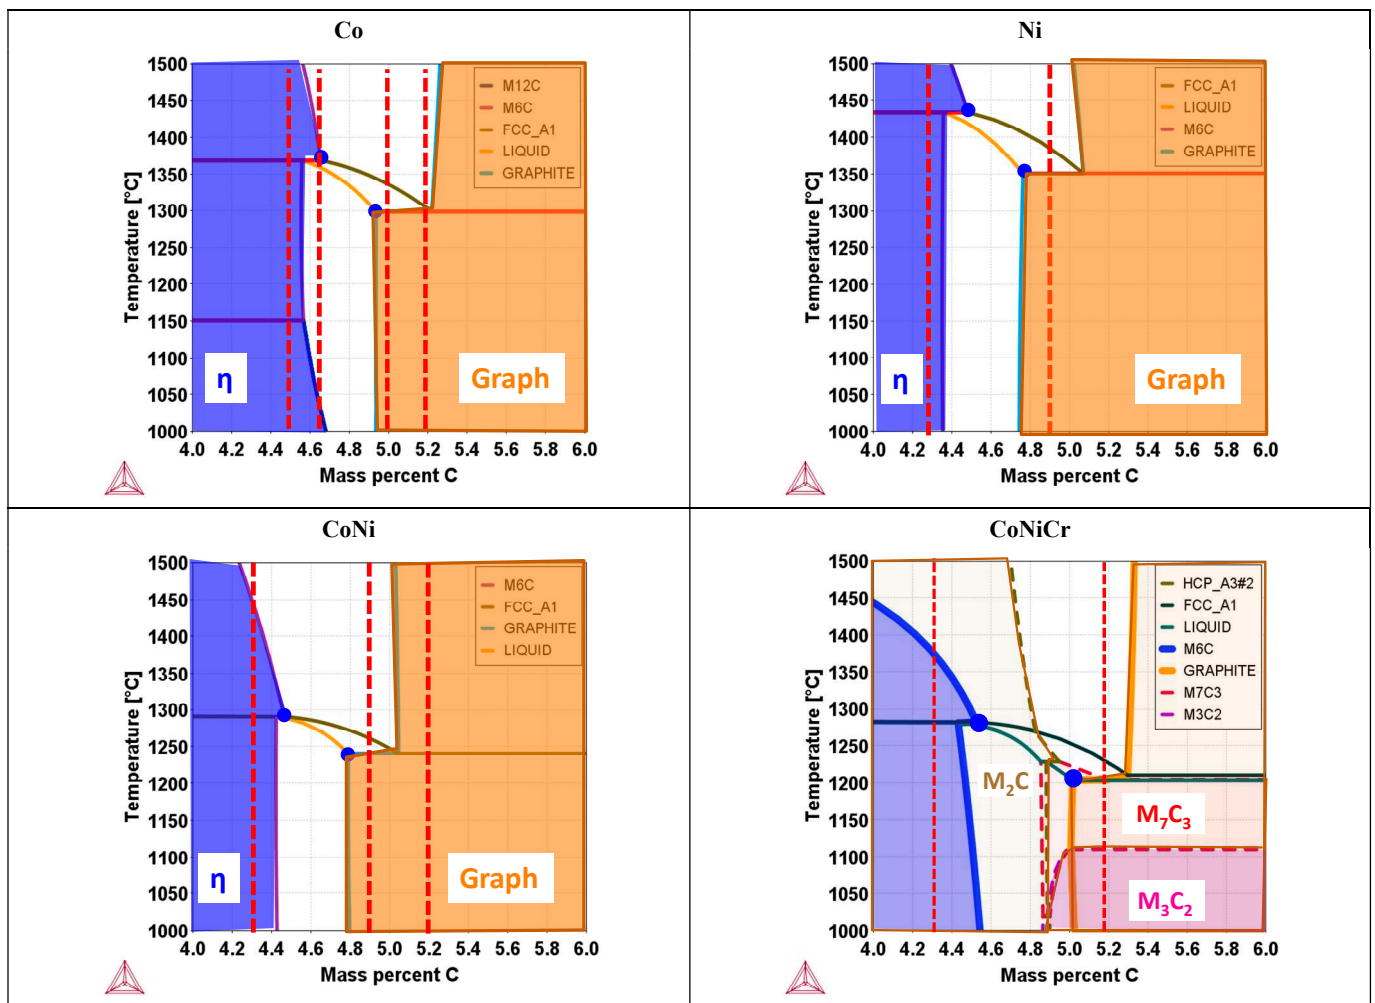 Co
1500
1450
1400
1350
1300
1250
1200
1150
1100
1050
1000
Temperature [°C]
M12C
M6C
FCC_A1
LIQUID
GRAPHITE
η
Graph
4.0 4.2 4.4 4.6 4.8 5.0 5.2 5.4 5.6 5.8 6.0
Mass percent C
Ni
1500
1450
1400
1350
1300
1250
1200
1150
1100
1050
1000
Temperature [°C]
FCC_A1
LIQUID
M6C
GRAPHITE
η
Graph
4.0 4.2 4.4 4.6 4.8 5.0 5.2 5.4 5.6 5.8 6.0
Mass percent C
CoNi
1500
1450
1400
1350
1300
1250
1200
1150
1100
1050
1000
Temperature [°C]
M6C
FCC_A1
GRAPHITE
LIQUID
η
Graph
4.0 4.2 4.4 4.6 4.8 5.0 5.2 5.4 5.6 5.8 6.0
Mass percent C
CoNiCr
1500
1450
1400
1350
1300
1250
1200
1150
1100
1050
1000
Temperature [°C]
HCP_A3#2
FCC_A1
LIQUID
M6C
GRAPHITE
M7C3
M3C2
M₂C
M₇C₃
M₃C₂
4.0 4.2 4.4 4.6 4.8 5.0 5.2 5.4 5.6 5.8 6.0
Mass percent C